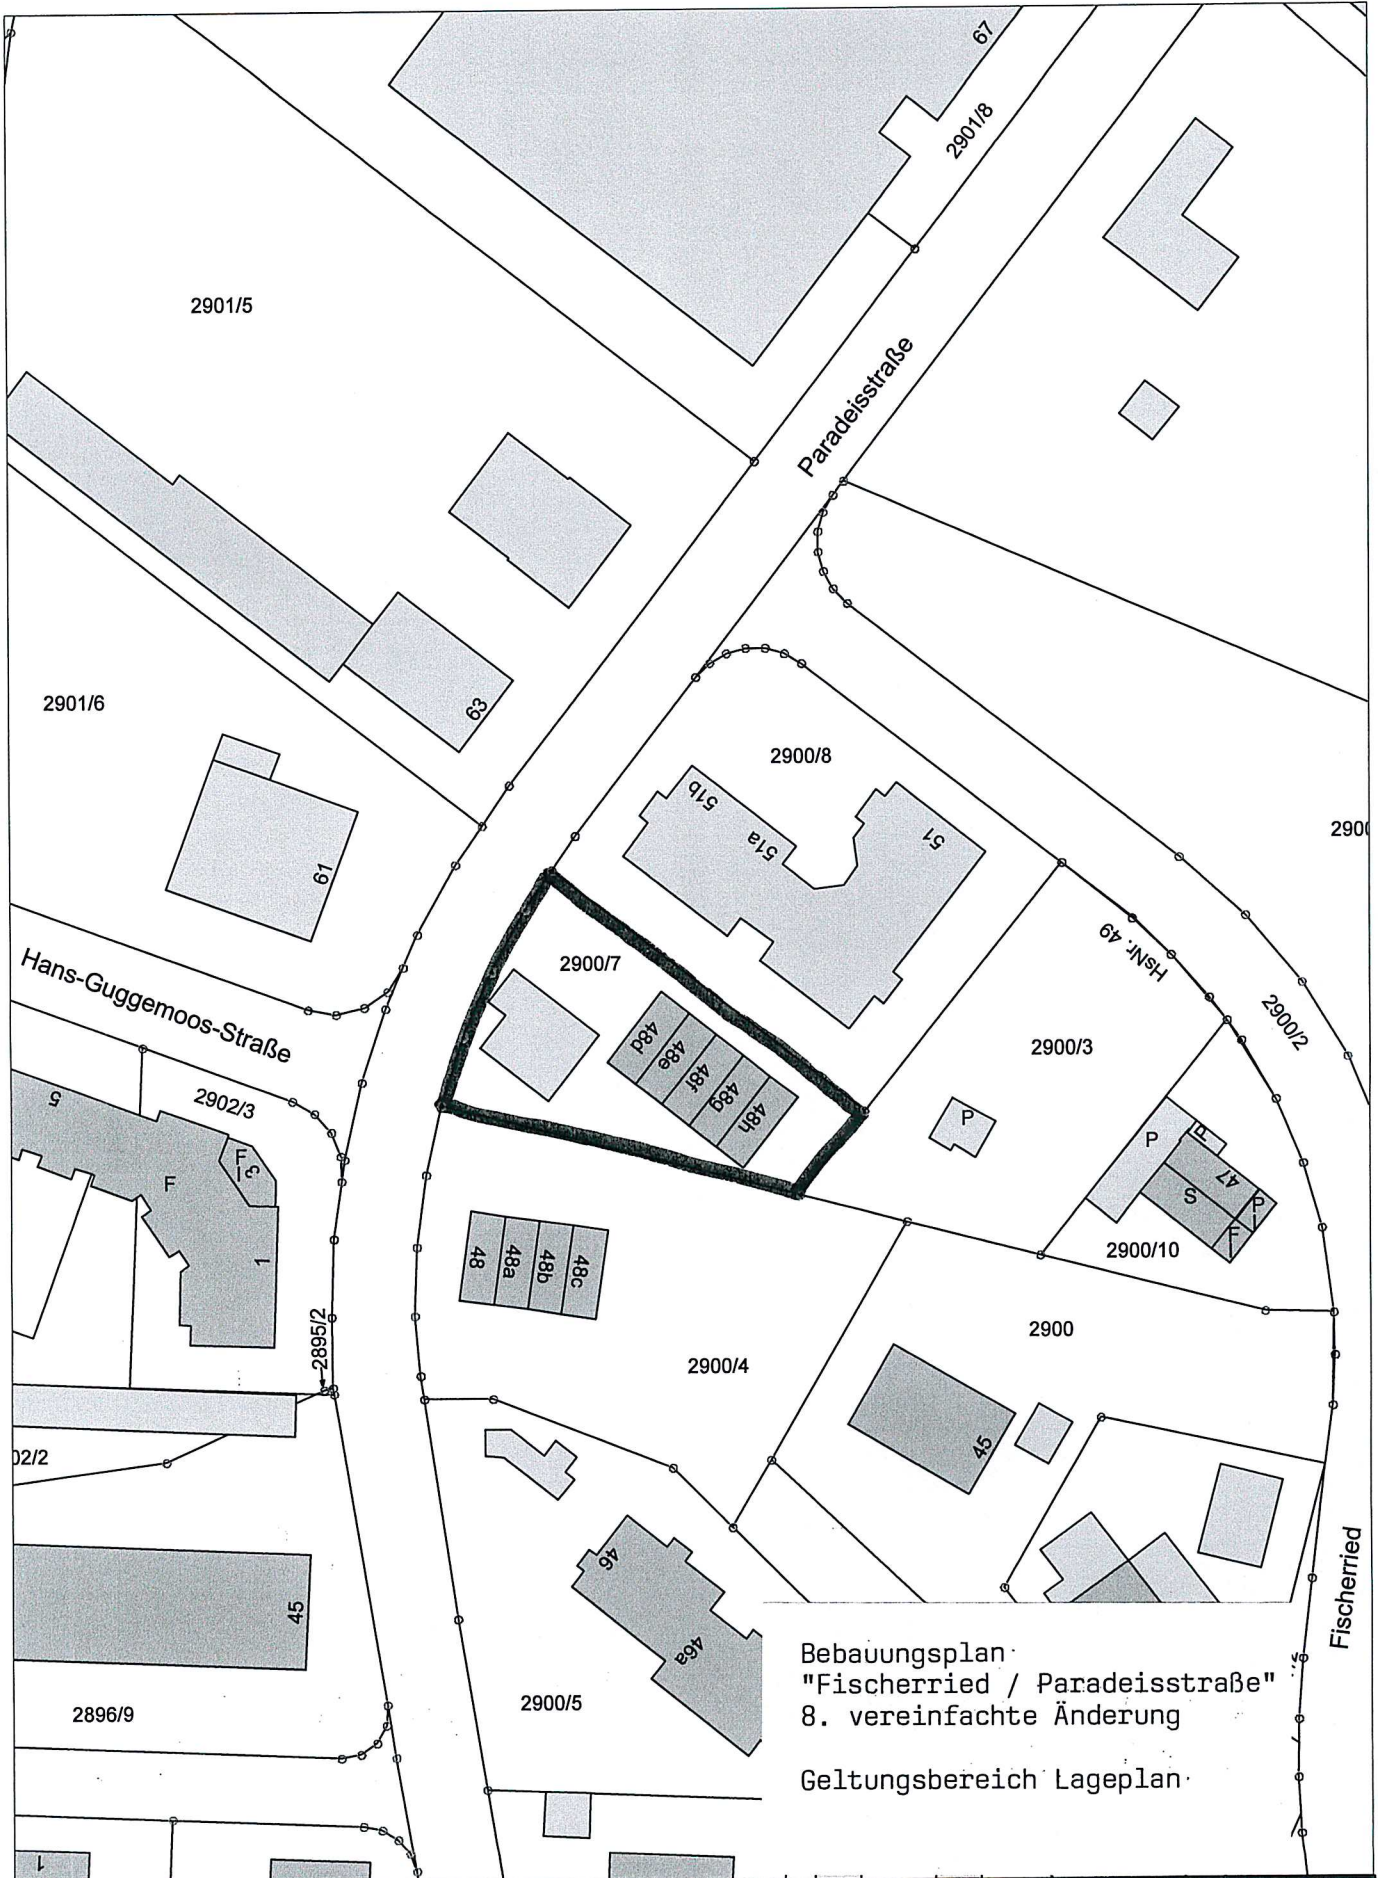 67
2901/8
2901/5
Paradeisstraße
2901/6
63
2900/8
51b
51a
51
61
HsNr. 49
2900/7
Hans-Guggemoos-Straße
2900/2
48d
48e
48f
48g
48h
2900/3
2902/3
5
P
P
P
F
3
F
S
47
P
F
1
2900/10
48
48a
48b
48c
2895/2
2900
2900/4
45
02/2
46
46a
45
Fischerried
2896/9
2900/5
Bebauungsplan
"Fischerried / Paradeisstraße"
8. vereinfachte Änderung
Geltungsbereich Lageplan
1